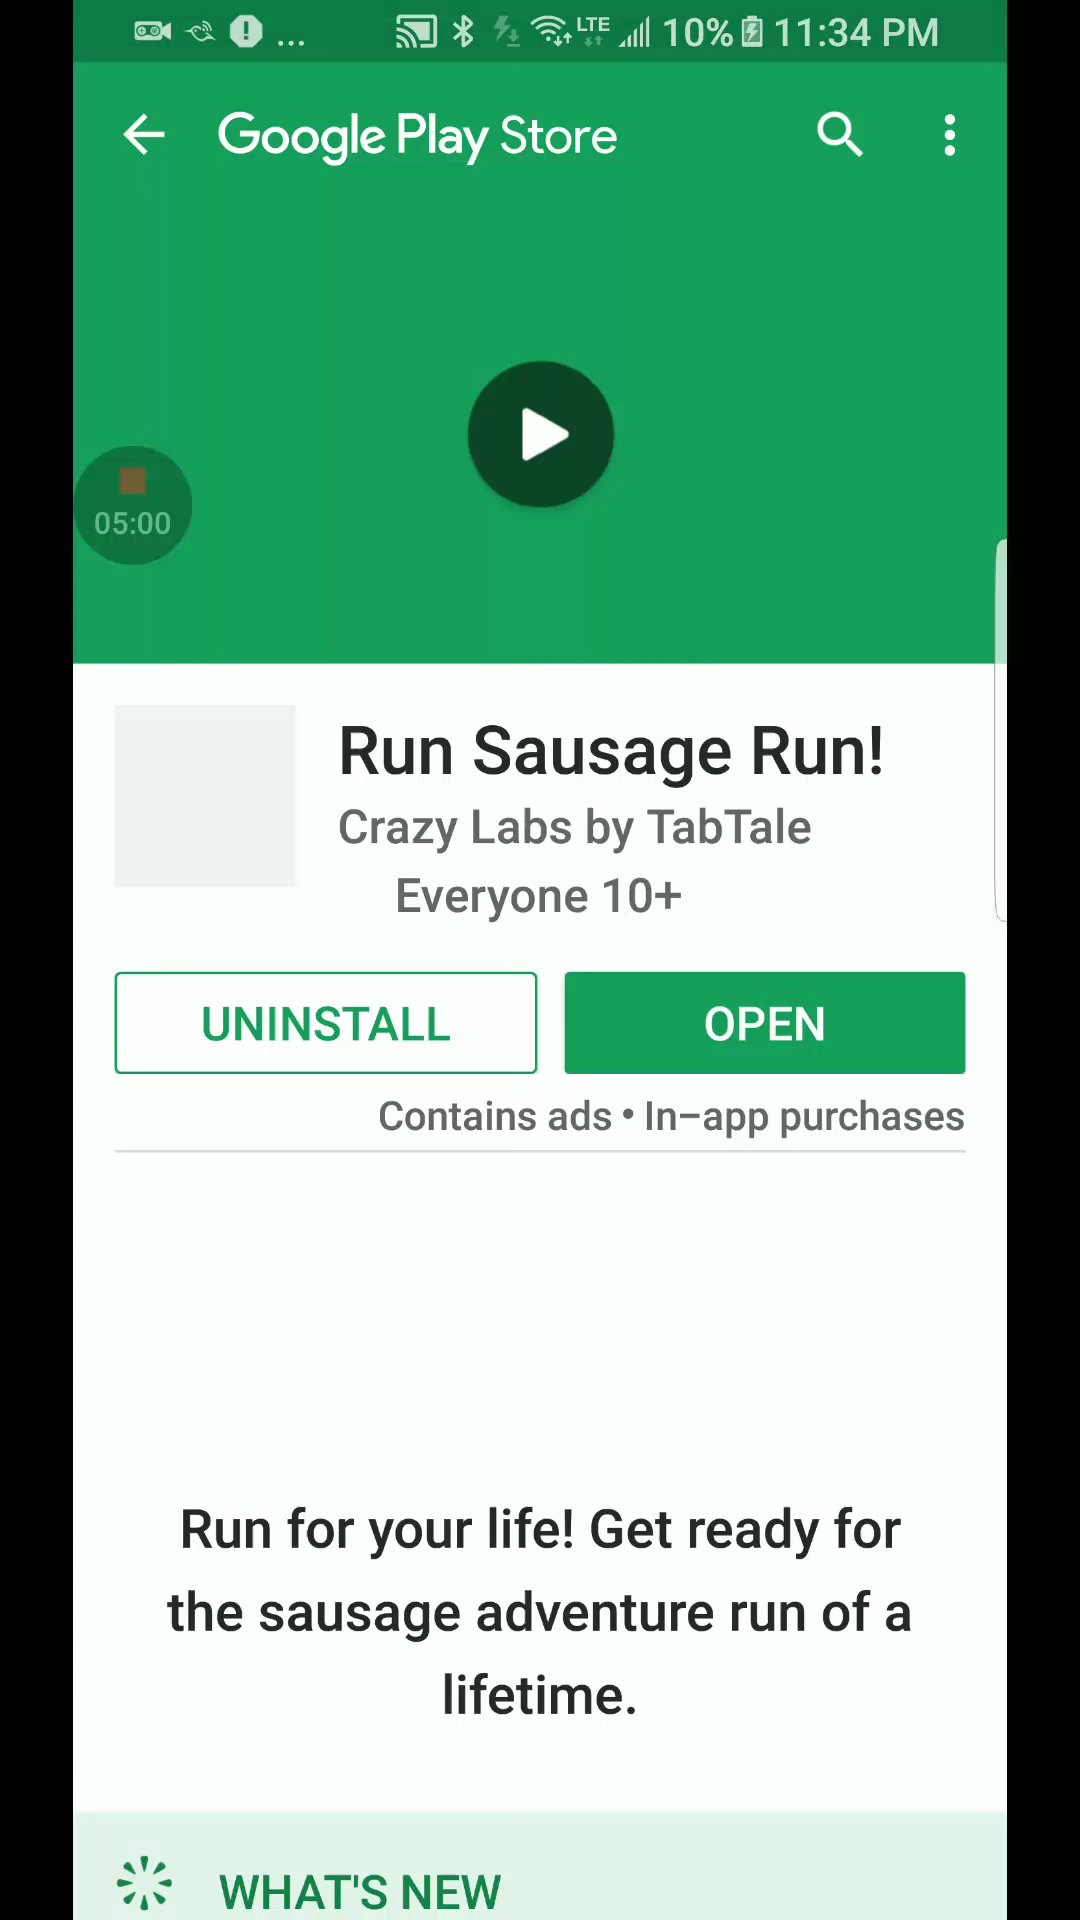 ... LTE 10% 11:34 PM
Google Play Store
05:00
Run Sausage Run!
Crazy Labs by TabTale
Everyone 10+
UNINSTALL
OPEN
Contains ads • In-app purchases
Run for your life! Get ready for
the sausage adventure run of a
lifetime.
WHAT'S NEW